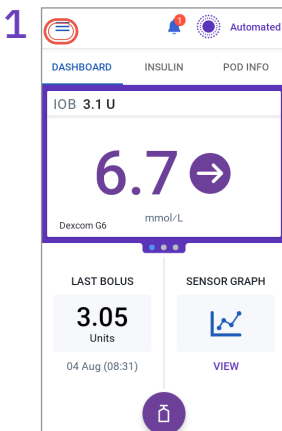 1
1
Automated
DASHBOARD INSULIN POD INFO
IOB 3.1 U
6.7
mmol/L
Dexcom G6
LAST BOLUS
3.05
Units
04 Aug (08:31)
SENSOR GRAPH
VIEW